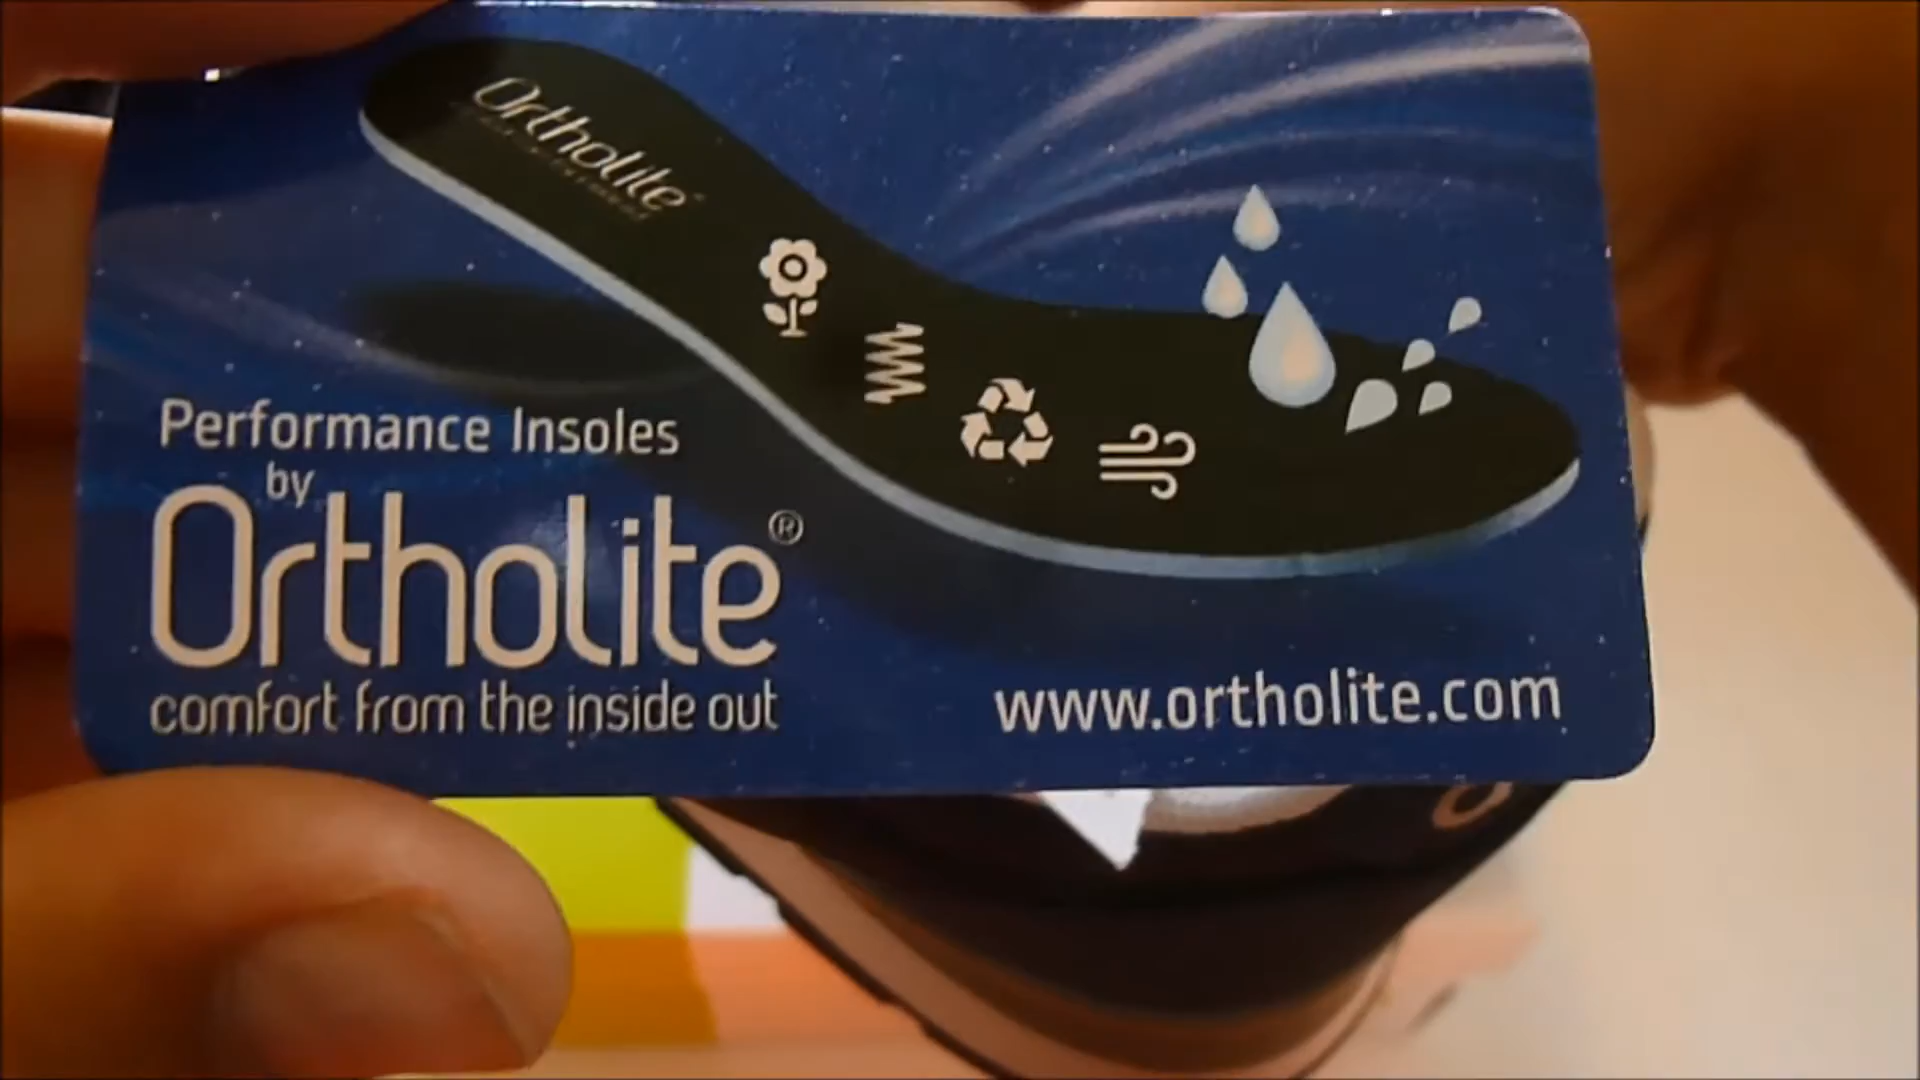 Ortholite
Performance Insoles
by
Ortholite®
comfort from the inside out
www.ortholite.com